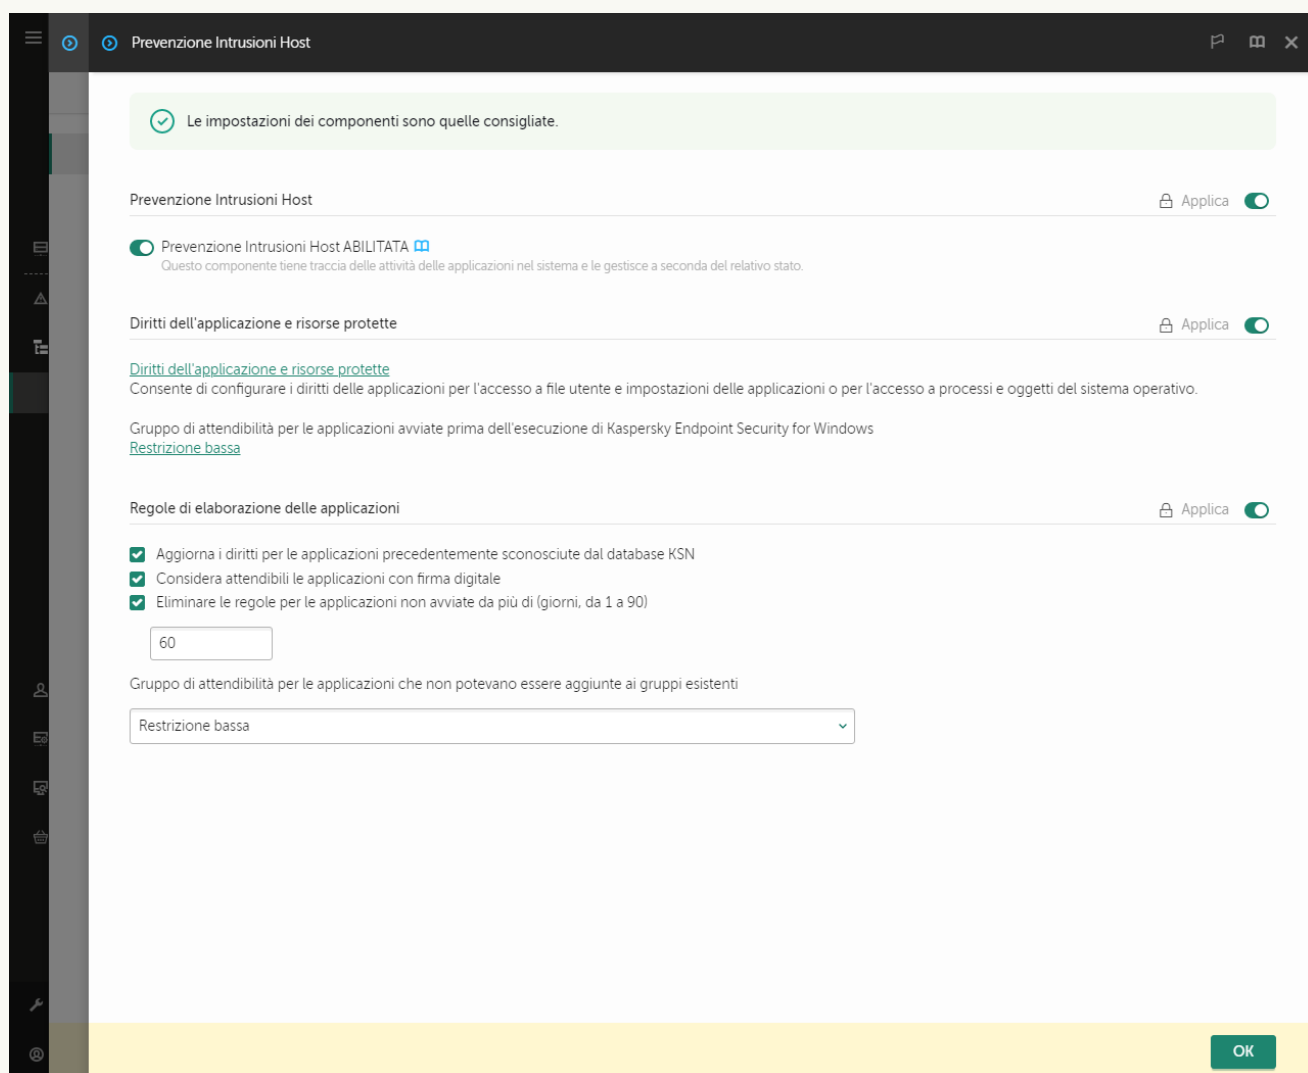 Prevenzione Intrusioni Host
Le impostazioni dei componenti sono quelle consigliate.
Prevenzione Intrusioni Host
Applica
Prevenzione Intrusioni Host ABILITATA
Questo componente tiene traccia delle attività delle applicazioni nel sistema e le gestisce a seconda del relativo stato.
Diritti dell'applicazione e risorse protette
Applica
Diritti dell'applicazione e risorse protette
Consente di configurare i diritti delle applicazioni per l'accesso a file utente e impostazioni delle applicazioni o per l'accesso a processi e oggetti del sistema operativo.
Gruppo di attendibilità per le applicazioni avviate prima dell'esecuzione di Kaspersky Endpoint Security for Windows
Restrizione bassa
Regole di elaborazione delle applicazioni
Applica
Aggiorna i diritti per le applicazioni precedentemente sconosciute dal database KSN
Considera attendibili le applicazioni con firma digitale
Eliminare le regole per le applicazioni non avviate da più di (giorni, da 1 a 90)
60
Gruppo di attendibilità per le applicazioni che non potevano essere aggiunte ai gruppi esistenti
Restrizione bassa
OK